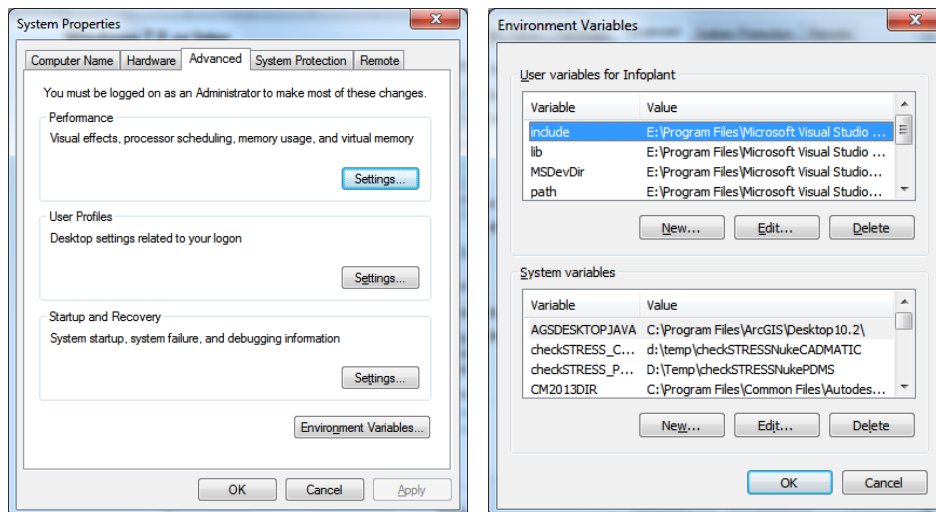 System Properties
Computer Name Hardware Advanced System Protection Remote
You must be logged on as an Administrator to make most of these changes.
Performance
Visual effects, processor scheduling, memory usage, and virtual memory
Settings...
User Profiles
Desktop settings related to your logon
Settings...
Startup and Recovery
System startup, system failure, and debugging information
Settings...
Environment Variables...
OK Cancel Apply
Environment Variables
User variables for Infoplant
Variable Value
include E:\Program Files\Microsoft Visual Studio ...
lib E:\Program Files\Microsoft Visual Studio ...
MSDevDir E:\Program Files\Microsoft Visual Studio...
path E:\Program Files\Microsoft Visual Studio...
New... Edit... Delete
System variables
Variable Value
AGSDESKTOPJAVA C:\Program Files\ArcGIS\Desktop10.2\
checkSTRESS_C... d:\temp\checkSTRESSNukeCADMATIC
checkSTRESS_P... D:\Temp\checkSTRESSNukePDMS
CM2013DIR C:\Program Files\Common Files\Autodes...
New... Edit... Delete
OK Cancel